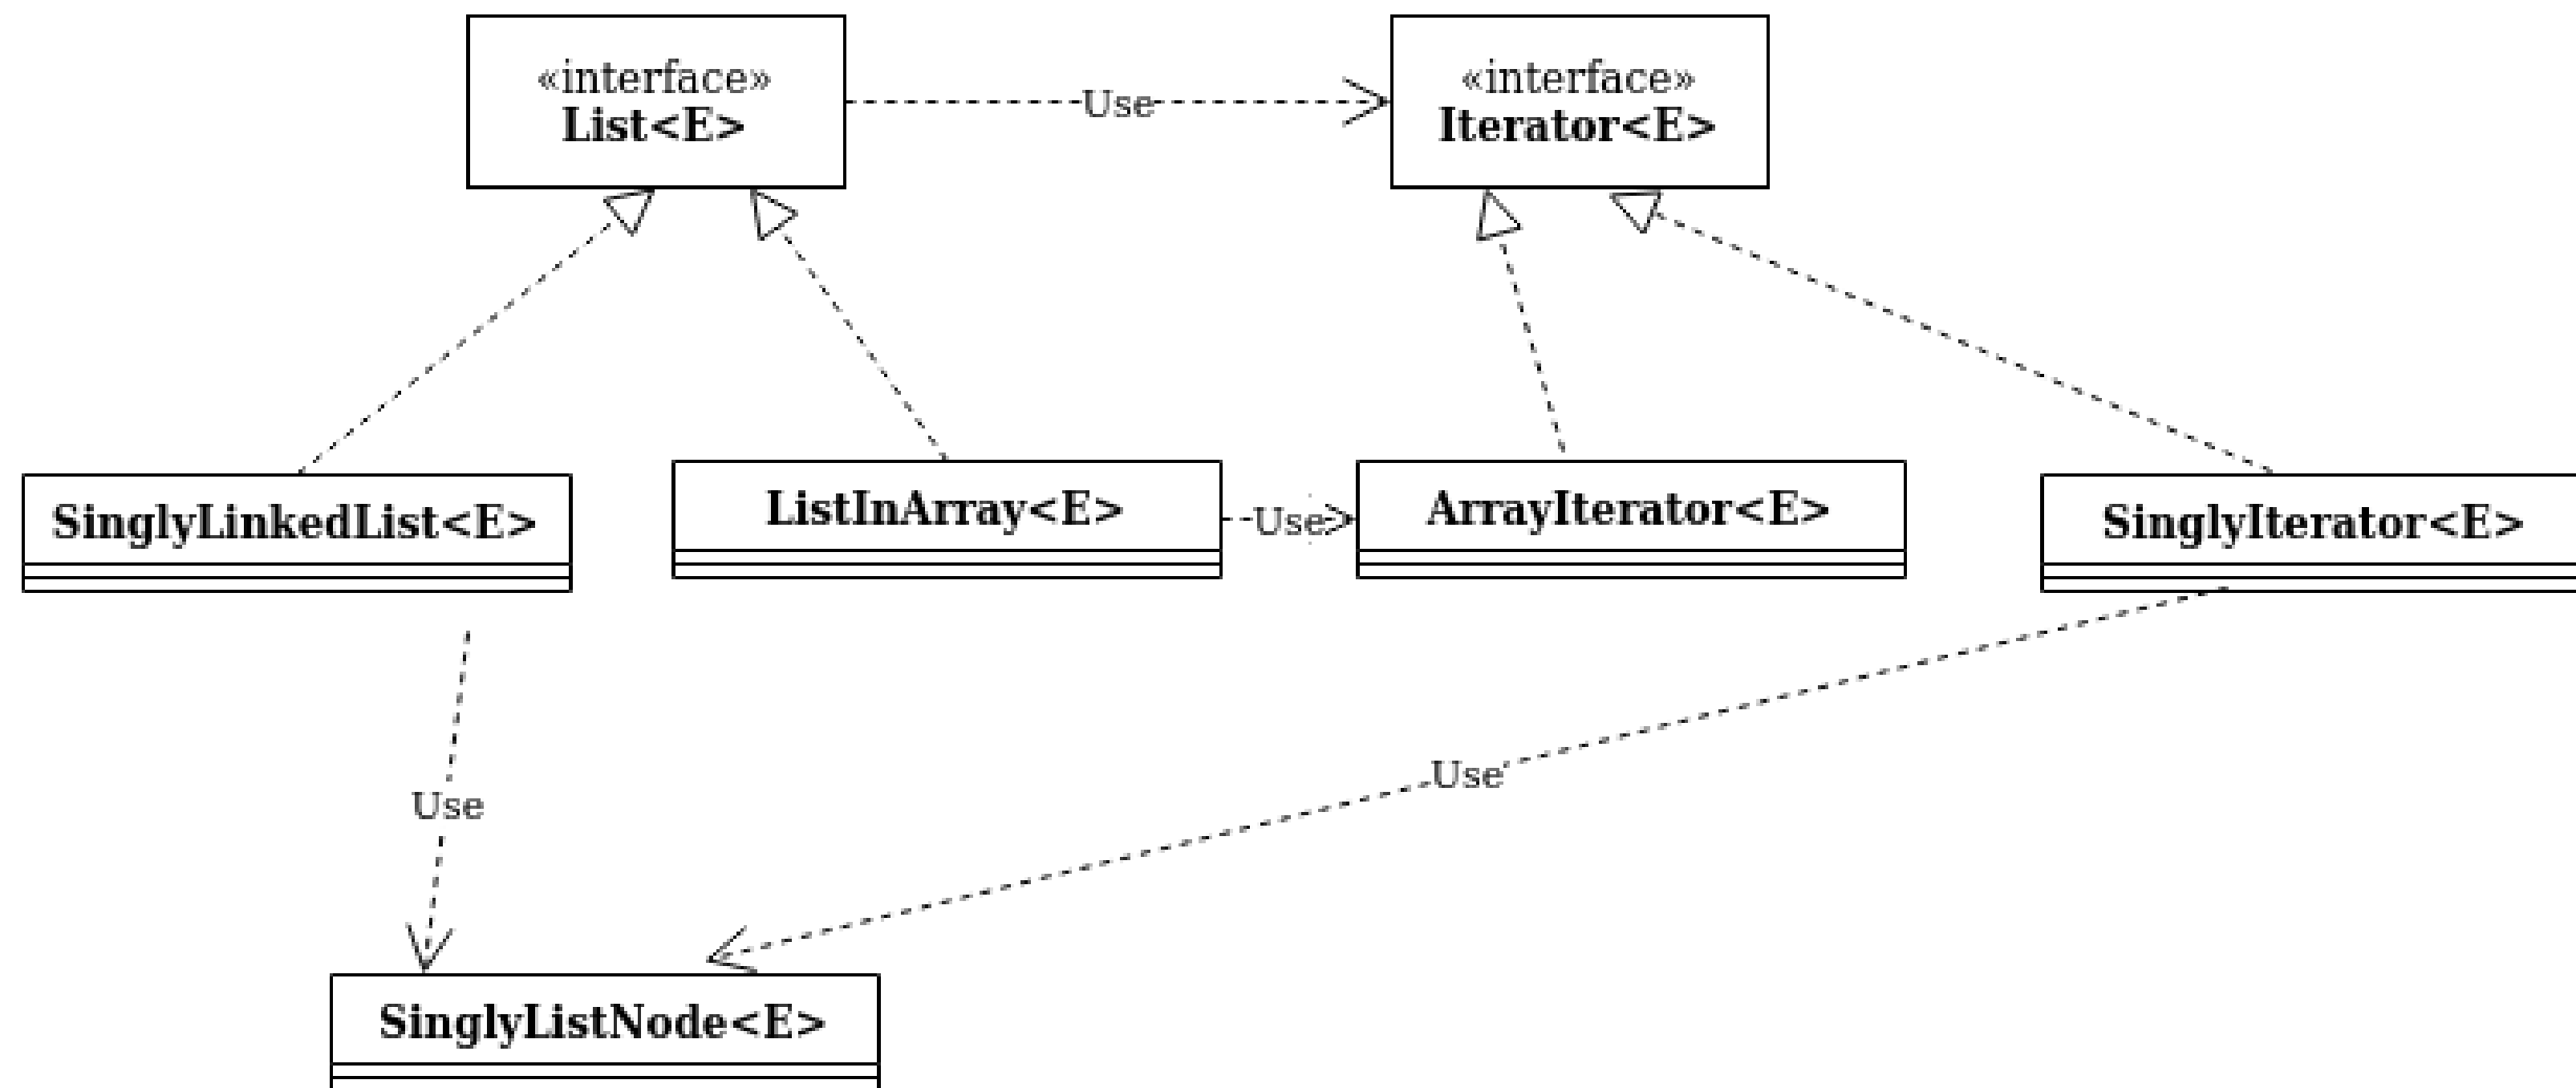 «interface»
List<E>
Use
«interface»
Iterator<E>
SinglyLinkedList<E>
ListInArray<E>
Use
ArrayIterator<E>
SinglyIterator<E>
Use
Use
SinglyListNode<E>